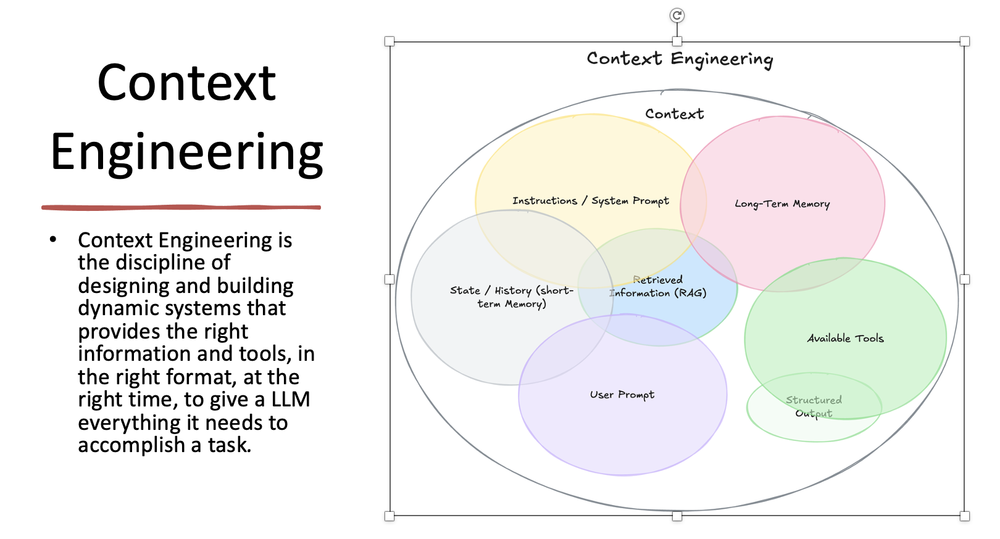 Context
Engineering
• Context Engineering is
the discipline of
designing and building
dynamic systems that
provides the right
information and tools, in
the right format, at the
right time, to give a LLM
everything it needs to
accomplish a task.
Context Engineering
Context
Instructions / System Prompt
Long-Term Memory
State / History (short-
term Memory)
Retrieved
Information (RAG)
Available Tools
User Prompt
Structured
Output